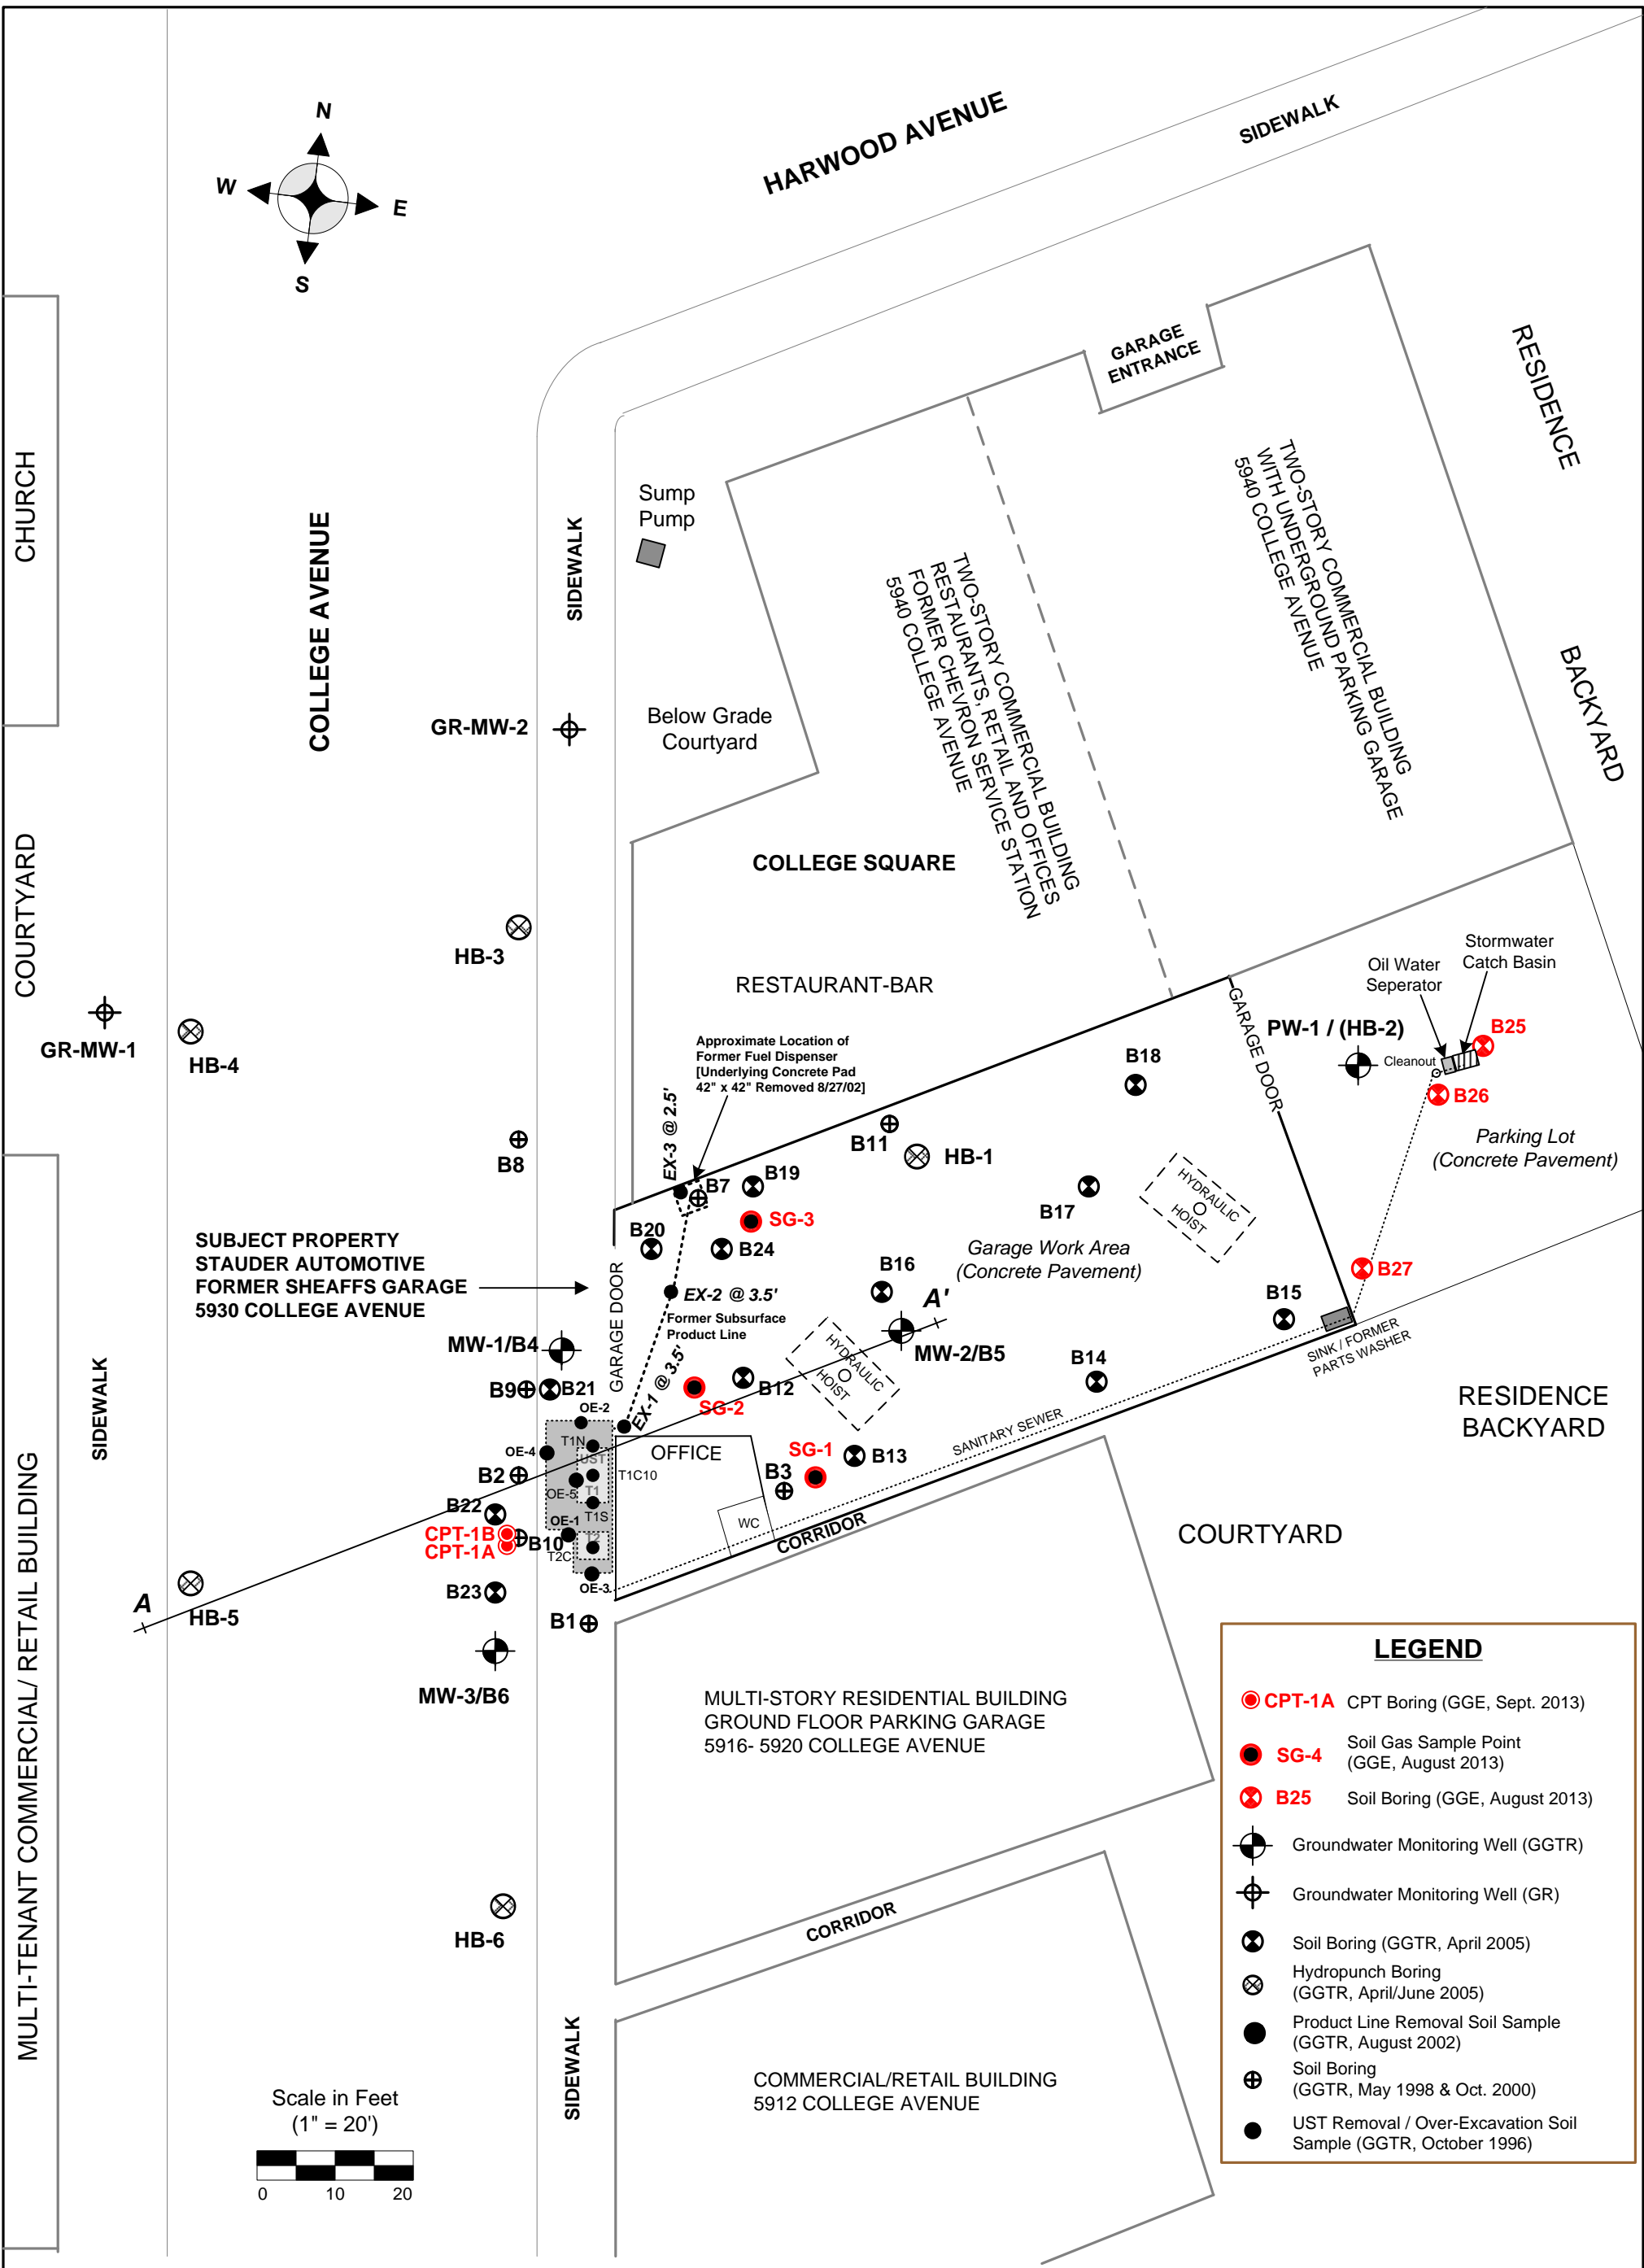 N
W
E
S
HARWOOD AVENUE
SIDEWALK
GARAGE
ENTRANCE
RESIDENCE
BACKYARD
CHURCH
COLLEGE AVENUE
SIDEWALK
Sump
Pump
TWO-STORY COMMERCIAL BUILDING
WITH UNDERGROUND PARKING GARAGE
5940 COLLEGE AVENUE
TWO-STORY COMMERCIAL BUILDING
RESTAURANTS, RETAIL AND OFFICES
FORMER CHEVRON SERVICE STATION
5940 COLLEGE AVENUE
GR-MW-2
Below Grade
Courtyard
COLLEGE SQUARE
COURTYARD
HB-3
RESTAURANT-BAR
GR-MW-1
HB-4
Oil Water
Seperator
Stormwater
Catch Basin
PW-1 / (HB-2)
Cleanout
B25
B26
Parking Lot
(Concrete Pavement)
GARAGE DOOR
Approximate Location of
Former Fuel Dispenser
[Underlying Concrete Pad
42" x 42" Removed 8/27/02]
B18
B11
HB-1
B8
EX-3 @ 2.5'
B7
B19
SG-3
B17
HYDRAULIC
HOIST
B20
B24
Garage Work Area
(Concrete Pavement)
SUBJECT PROPERTY
STAUDER AUTOMOTIVE
FORMER SHEAFFS GARAGE
5930 COLLEGE AVENUE
GARAGE DOOR
EX-2 @ 3.5'
Former Subsurface
Product Line
B16
A'
B27
B15
SINK / FORMER
PARTS WASHER
MW-1/B4
MW-2/B5
HYDRAULIC
HOIST
B14
B9
B21
EX-1 @ 3.5'
SG-2
B12
RESIDENCE
BACKYARD
SIDEWALK
OE-2
T1N
OE-4
UST
OFFICE
T1C10
SG-1
B13
SANITARY SEWER
B2
OE-5
T1
B3
B22
T1S
OE-1
WC
CORRIDOR
CPT-1B
CPT-1A
B10
T2
T2C
COURTYARD
OE-3
B23
A
HB-5
B1
MW-3/B6
MULTI-TENANT COMMERCIAL/ RETAIL BUILDING
MULTI-STORY RESIDENTIAL BUILDING
GROUND FLOOR PARKING GARAGE
5916- 5920 COLLEGE AVENUE
HB-6
CORRIDOR
SIDEWALK
COMMERCIAL/RETAIL BUILDING
5912 COLLEGE AVENUE
Scale in Feet
(1" = 20')
0 10 20
LEGEND
CPT-1A CPT Boring (GGE, Sept. 2013)
SG-4 Soil Gas Sample Point
(GGE, August 2013)
B25 Soil Boring (GGE, August 2013)
Groundwater Monitoring Well (GGTR)
Groundwater Monitoring Well (GR)
Soil Boring (GGTR, April 2005)
Hydropunch Boring
(GGTR, April/June 2005)
Product Line Removal Soil Sample
(GGTR, August 2002)
Soil Boring
(GGTR, May 1998 & Oct. 2000)
UST Removal / Over-Excavation Soil
Sample (GGTR, October 1996)